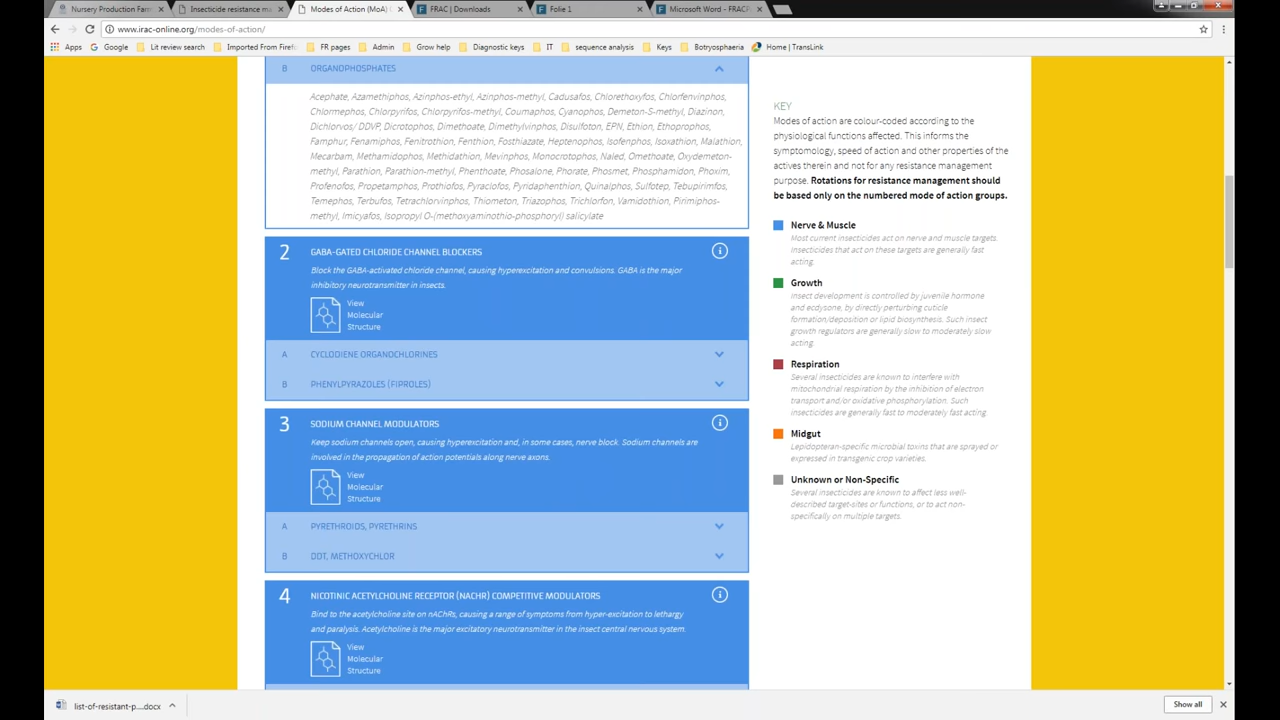 Nursery Production Farm
Insecticide resistance ma
Modes of Action (MoA) C
FRAC | Downloads
Folie 1
Microsoft Word - FRACP
www.irac-online.org/modes-of-action/
Apps
Google
Lit review search
Imported From Firef
FR pages
Admin
Grow help
Diagnostic keys
IT
sequence analysis
Keys
Botryosphaeria
Home | TransLink
B ORGANOPHOSPHATES
Acephate, Azamethiphos, Azinphos-ethyl, Azinphos-methyl, Cadusafos, Chlorethoxyfos, Chlorfenvinphos,
Chlormephos, Chlorpyrifos, Chlorpyrifos-methyl, Coumaphos, Cyanophos, Demeton-S-methyl, Diazinon,
Dichlorvos/ DDVP, Dicrotophos, Dimethoate, Dimethylvinphos, Disulfoton, EPN, Ethion, Ethoprophos,
Famphur, Fenamiphos, Fenitrothion, Fenthion, Fosthiazate, Heptenophos, Isofenphos, Isoxathion, Malathion,
Mecarbam, Methamidophos, Methidathion, Mevinphos, Monocrotophos, Naled, Omethoate, Oxydemeton-
methyl, Parathion, Parathion-methyl, Phenthoate, Phosalone, Phorate, Phosmet, Phosphamidon, Phoxim,
Profenofos, Propetamphos, Prothiofos, Pyraclofos, Pyridaphenthion, Quinalphos, Sulfotep, Tebupirimfos,
Temephos, Terbufos, Tetrachlorvinphos, Thiometon, Triazophos, Trichlorfon, Vamidothion, Pirimiphos-
methyl, Imicyafos, Isopropyl O-(methoxyaminothio-phosphoryl) salicylate
2 GABA-GATED CHLORIDE CHANNEL BLOCKERS
Block the GABA-activated chloride channel, causing hyperexcitation and convulsions. GABA is the major
inhibitory neurotransmitter in insects.
View
Molecular
Structure
A CYCLODIENE ORGANOCHLORINES
B PHENYLPYRAZOLES (FIPROLES)
3 SODIUM CHANNEL MODULATORS
Keep sodium channels open, causing hyperexcitation and, in some cases, nerve block. Sodium channels are
involved in the propagation of action potentials along nerve axons.
View
Molecular
Structure
A PYRETHROIDS, PYRETHRINS
B DDT, METHOXYCHLOR
4 NICOTINIC ACETYLCHOLINE RECEPTOR (NACHR) COMPETITIVE MODULATORS
Bind to the acetylcholine site on nAChRs, causing a range of symptoms from hyper-excitation to lethargy
and paralysis. Acetylcholine is the major excitatory neurotransmitter in the insect central nervous system.
View
Molecular
Structure
KEY
Modes of action are colour-coded according to the
physiological functions affected. This informs the
symptomology, speed of action and other properties of the
actives therein and not for any resistance management
purpose. Rotations for resistance management should
be based only on the numbered mode of action groups.
Nerve & Muscle
Most current insecticides act on nerve and muscle targets.
Insecticides that act on these targets are generally fast
acting.
Growth
Insect development is controlled by juvenile hormone
and ecdysone, by directly perturbing cuticle
formation/deposition or lipid biosynthesis. Such insect
growth regulators are generally slow to moderately slow
acting.
Respiration
Several insecticides are known to interfere with
mitochondrial respiration by the inhibition of electron
transport and/or oxidative phosphorylation. Such
insecticides are generally fast to moderately fast acting.
Midgut
Lepidopteran-specific microbial toxins that are sprayed or
expressed in transgenic crop varieties.
Unknown or Non-Specific
Several insecticides are known to affect less well-
described target-sites or functions, or to act non-
specifically on multiple targets.
list-of-resistant-p....docx
Show all